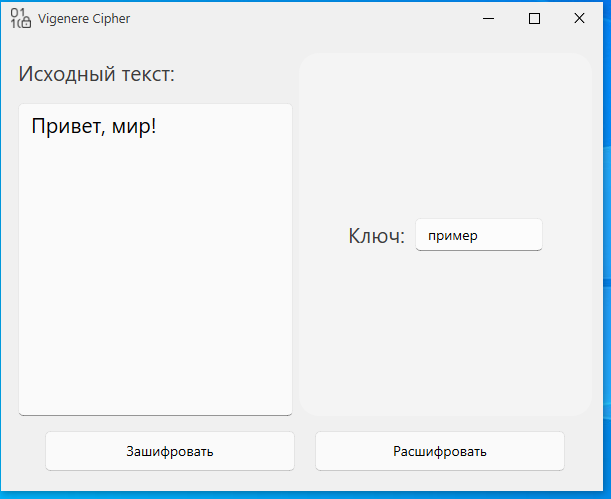 Vigenere Cipher
Исходный текст:
Привет, мир!
Ключ: пример
Зашифровать Расшифровать